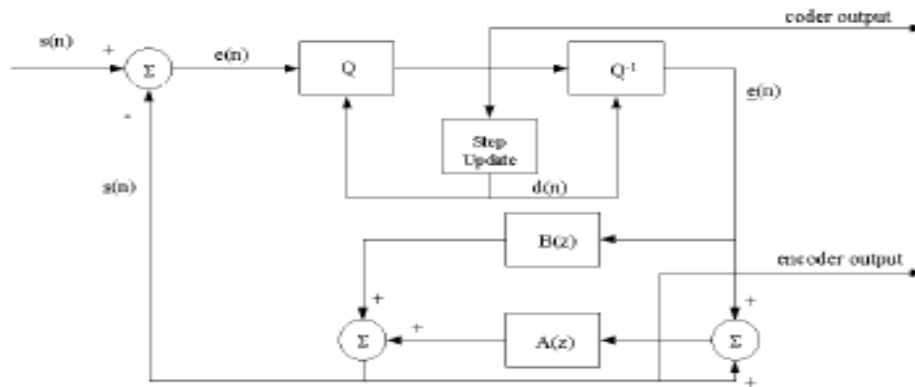 coder output
s(n)
+
Σ
e(n)
Q
Q-1
-
e(n)
Step
Update
s(n)
d(n)
B(z)
encoder output
+
+
+
Σ
A(z)
Σ
+